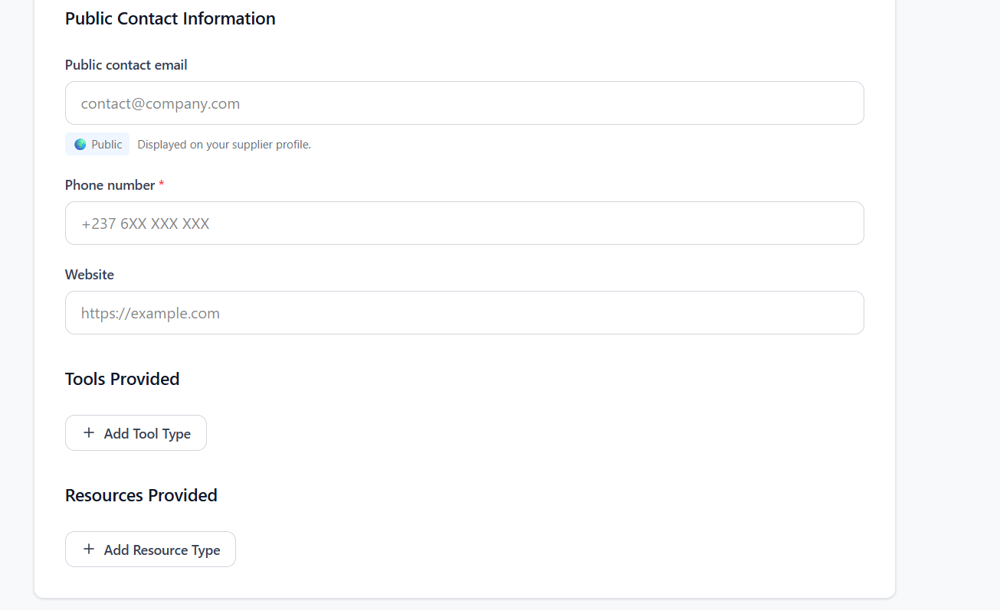 Public Contact Information
Public contact email
contact@company.com
Public Displayed on your supplier profile.
Phone number *
+237 6XX XXX XXX
Website
https://example.com
Tools Provided
+ Add Tool Type
Resources Provided
+ Add Resource Type